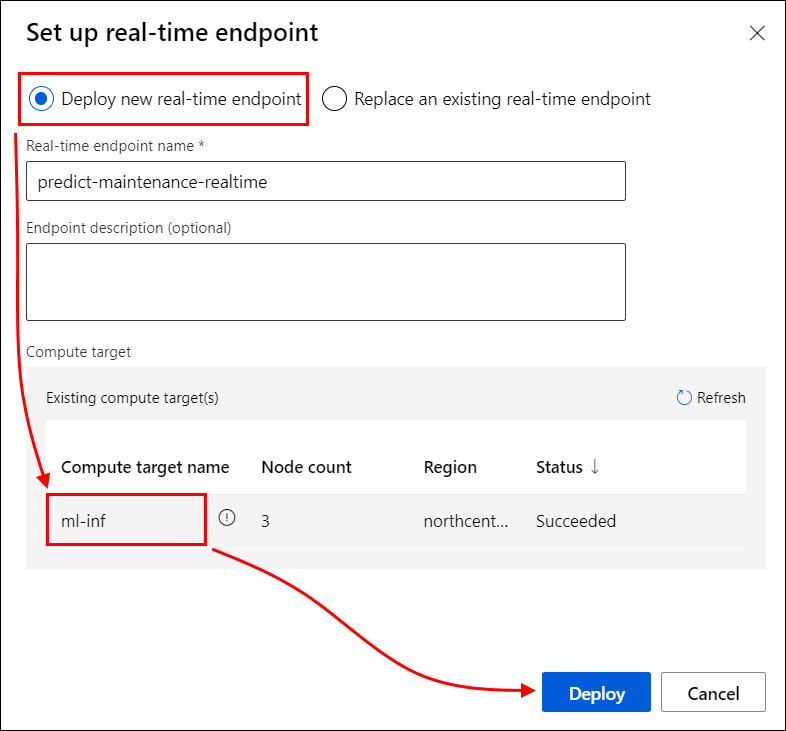 Set up real-time endpoint
Deploy new real-time endpoint Replace an existing real-time endpoint
Real-time endpoint name *
predict-maintenance-realtime
Endpoint description (optional)
Compute target
Existing compute target(s) Refresh
Compute target name Node count Region Status ↓
ml-inf 3 northcent... Succeeded
Deploy Cancel